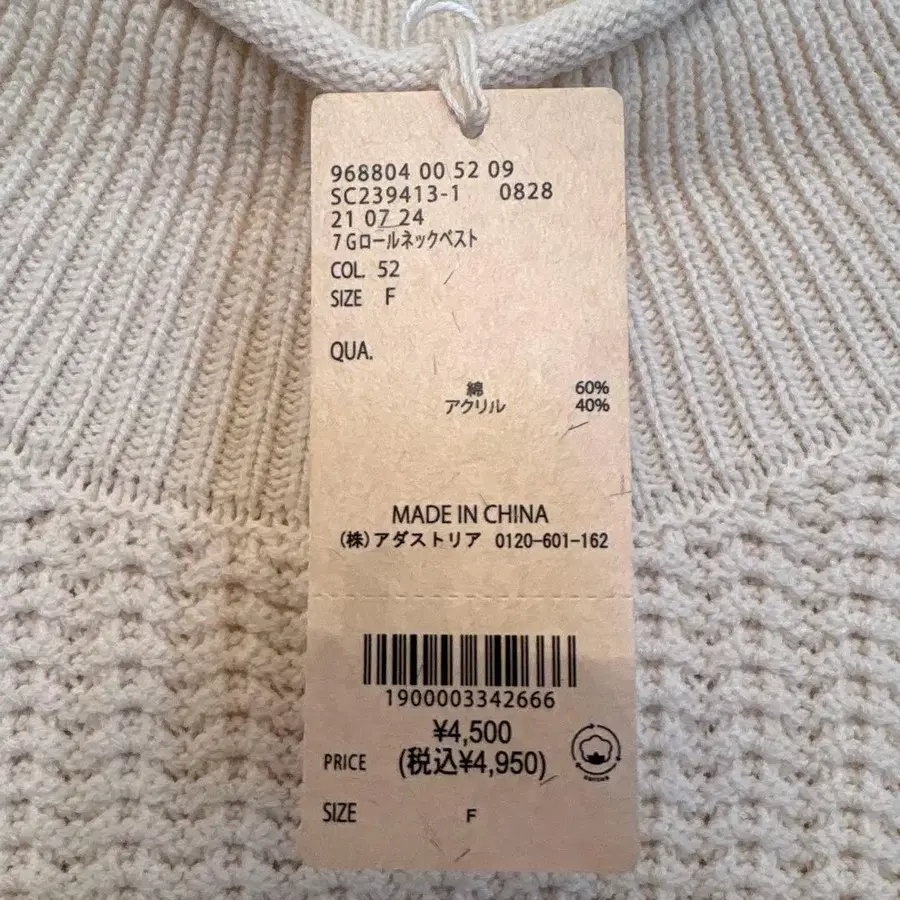 968804 00 52 09
SC239413-1 0828
21 07 24
7Gロールネックベスト
COL. 52
SIZE F
QUA.
綿 60%
アクリル 40%
MADE IN CHINA
(株)アダストリア 0120-601-162
1900003342666
¥4,500
PRICE (税込¥4,950)
SIZE F